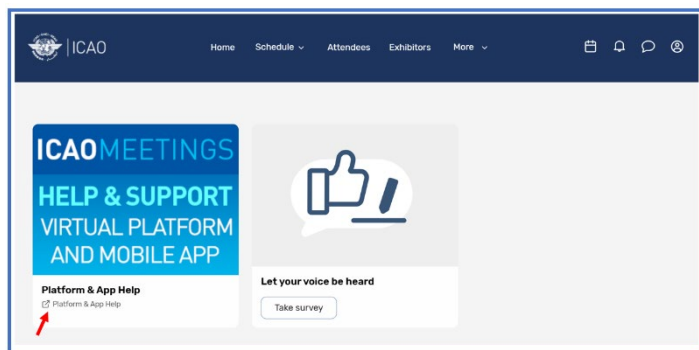 ICAO
Home Schedule Attendees Exhibitors More
ICAOMEETINGS
HELP & SUPPORT
VIRTUAL PLATFORM
AND MOBILE APP
Platform & App Help
Platform & App Help
Let your voice be heard
Take survey